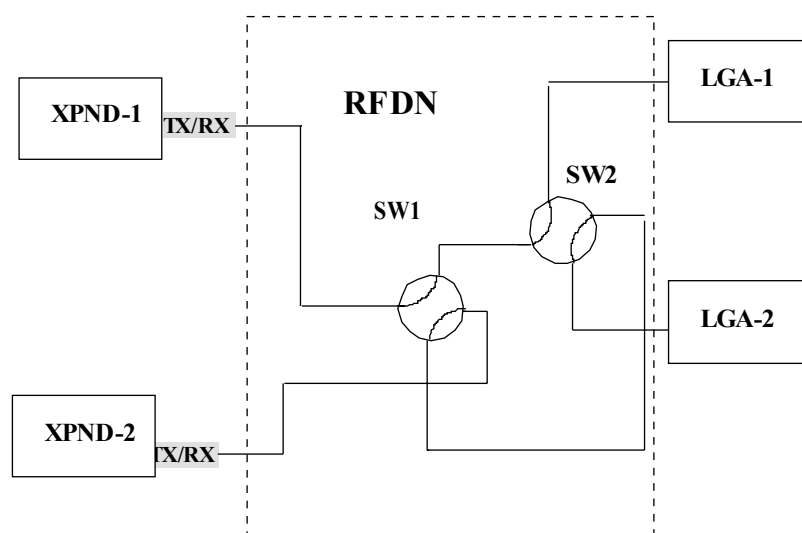 XPND-1
TX/RX
RFDN
LGA-1
SW1
SW2
LGA-2
XPND-2
TX/RX